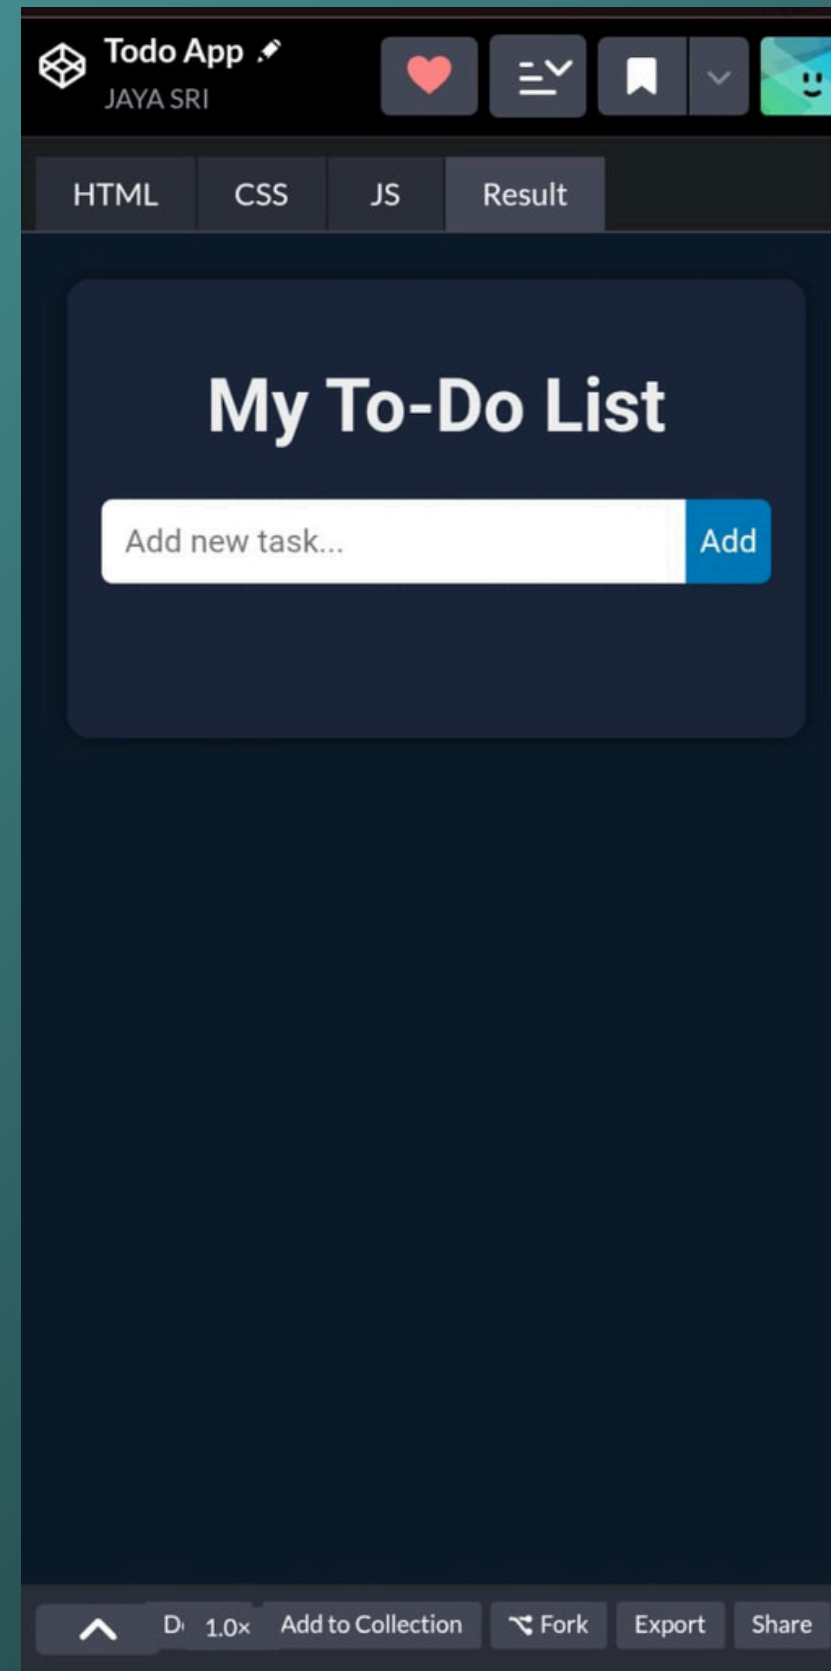 Todo App
JAYA SRI
HTML CSS JS Result
My To-Do List
Add new task... Add
1.0× Add to Collection Fork Export Share